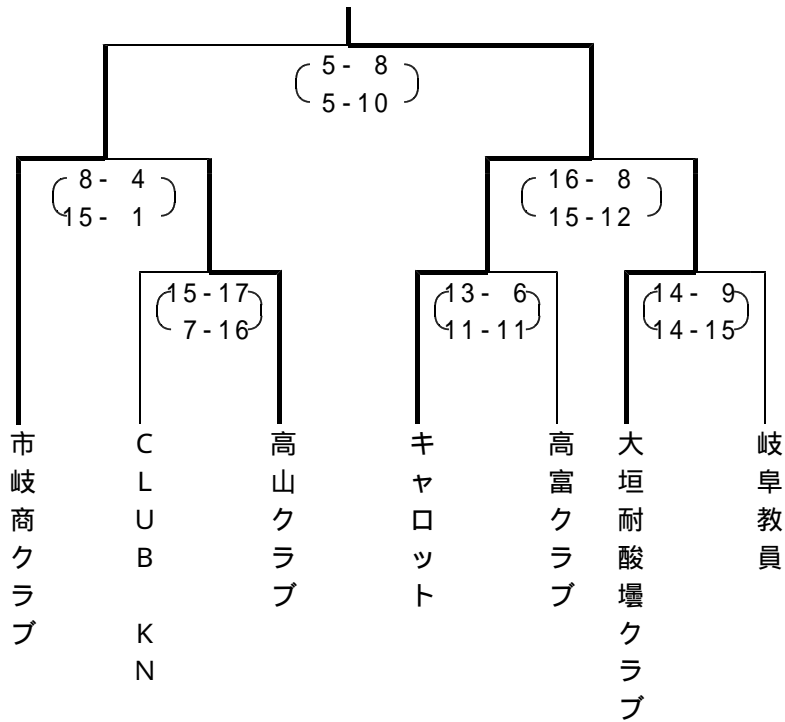 5- 8
5-10
8- 4
15- 1
16- 8
15-12
15-17
7-16
13- 6
11-11
14- 9
14-15
市岐商クラブ
CLUB KN
高山クラブ
キャロット
高富クラブ
大垣耐酸壜クラブ
岐阜教員